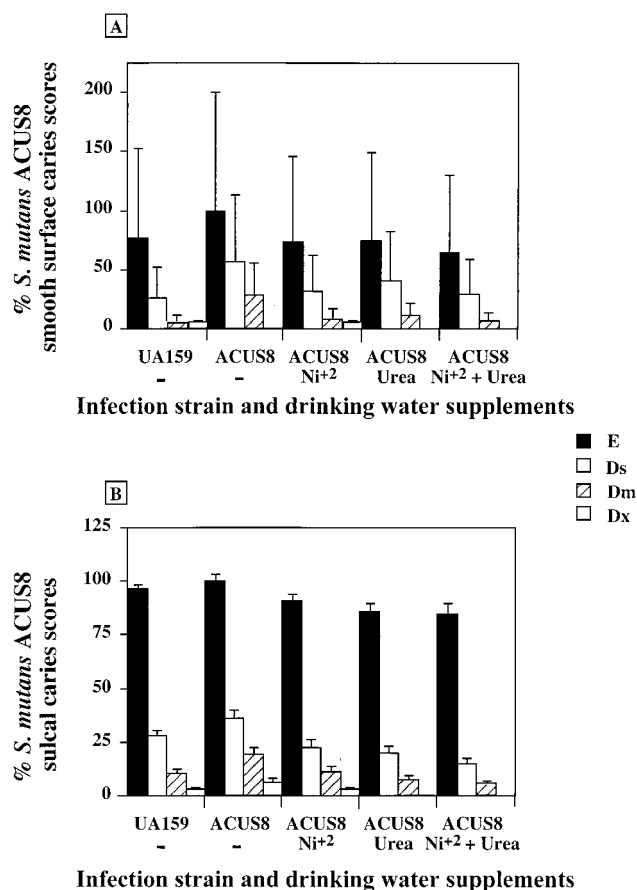 A
% S. mutans ACUS8
smooth surface caries scores
200
150
100
50
0
UA159 ACUS8 ACUS8 ACUS8 ACUS8
– – Ni+2 Urea Ni+2 + Urea
Infection strain and drinking water supplements
E
Ds
Dm
Dx
B
% S. mutans ACUS8
sulcal caries scores
125
100
75
50
25
0
UA159 ACUS8 ACUS8 ACUS8 ACUS8
– – Ni+2 Urea Ni+2 + Urea
Infection strain and drinking water supplements